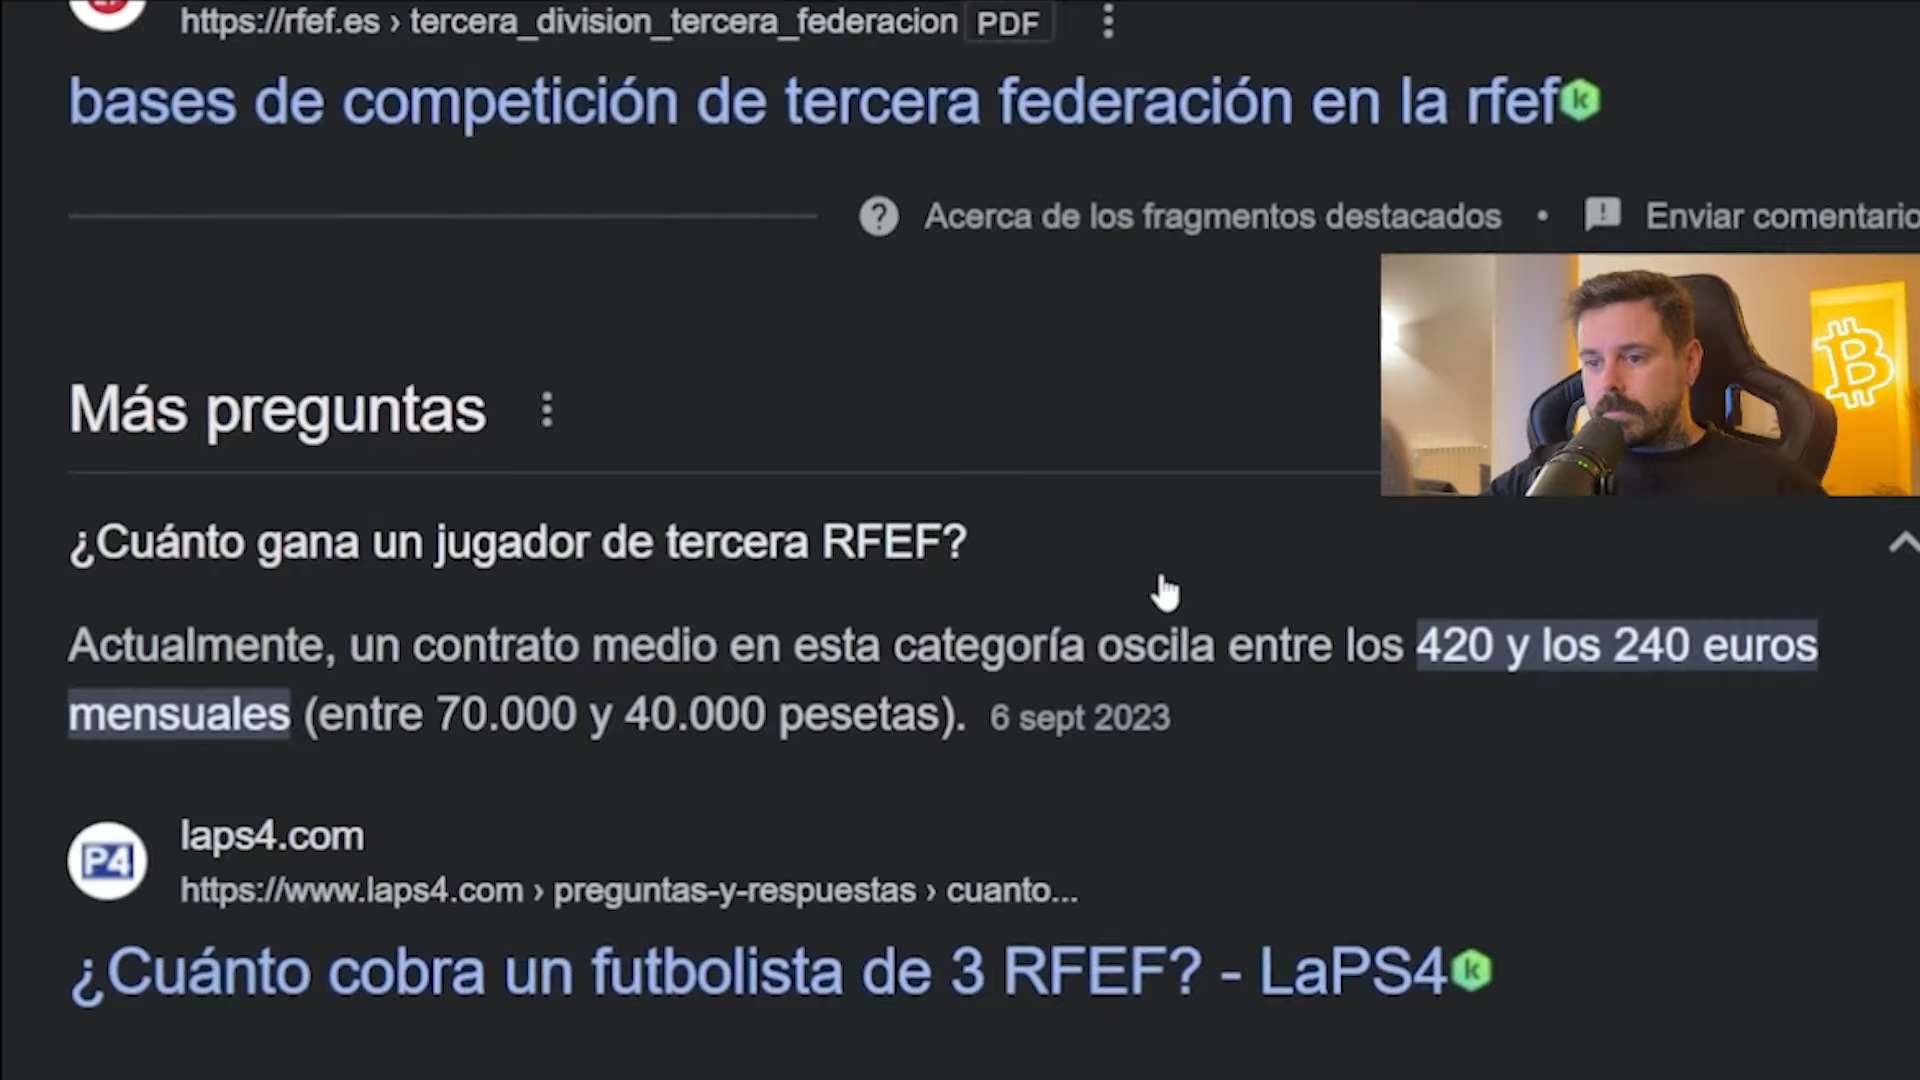 https://rfef.es › tercera_division_tercera_federacion PDF
bases de competición de tercera federación en la rfef
k
? Acerca de los fragmentos destacados • Enviar comentario
Más preguntas
¿Cuánto gana un jugador de tercera RFEF?
Actualmente, un contrato medio en esta categoría oscila entre los 420 y los 240 euros
mensuales (entre 70.000 y 40.000 pesetas). 6 sept 2023
P4
laps4.com
https://www.laps4.com › preguntas-y-respuestas › cuanto...
¿Cuánto cobra un futbolista de 3 RFEF? - LaPS4
k